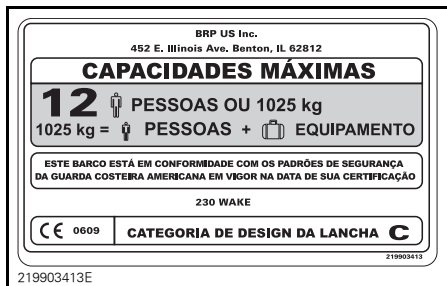 BRP US Inc.
452 E. Illinois Ave. Benton, IL 62812
CAPACIDADES MÁXIMAS
12 PESSOAS OU 1025 kg
1025 kg = PESSOAS + EQUIPAMENTO
ESTE BARCO ESTÁ EM CONFORMIDADE COM OS PADRÕES DE SEGURANÇA
DA GUARDA COSTEIRA AMERICANA EM VIGOR NA DATA DE SUA CERTIFICAÇÃO
230 WAKE
CE 0609 CATEGORIA DE DESIGN DA LANCHA C
219903413
219903413E